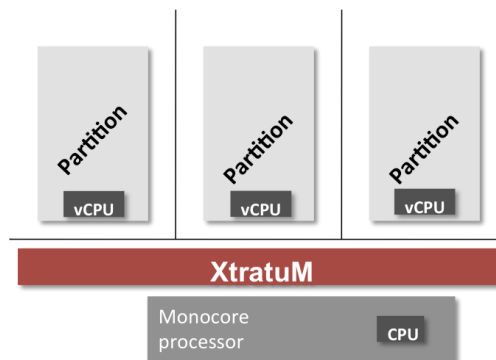 Partition
Partition
Partition
vCPU
vCPU
vCPU
XtratuM
Monocore
processor
CPU